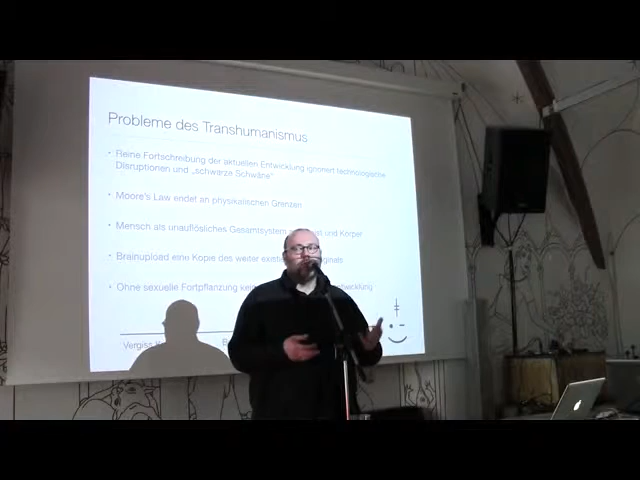 Probleme des Transhumanismus
• Reine Fortschreibung der aktuellen Entwicklung ignoriert technologische
Disruptionen und „schwarze Schwäne"
• Moore's Law endet an physikalischen Grenzen
• Mensch als unauflösliches Gesamtsystem und Körper
• Brainupload eine Kopie des weiter
• Ohne sexuelle Fortpflanzung
Vergiss